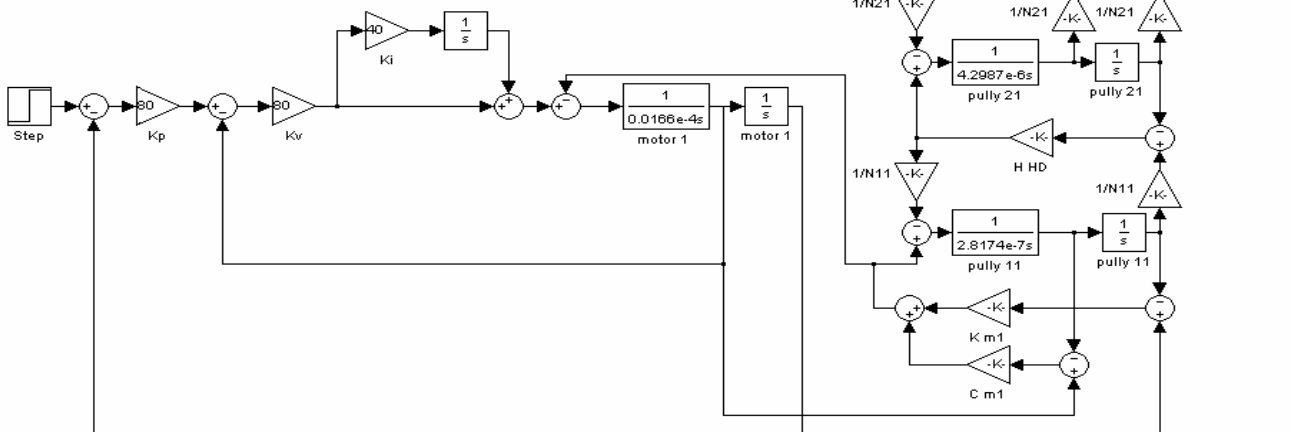 1/N21
1/N21
1/N21
-K-
-K-
-K-
40
1
s
Ki
1
4.2987e-6s
pully 21
1
s
pully 21
Step
80
Kp
80
Kv
1
0.0166e-4s
motor 1
1
s
motor 1
-K-
H HD
1/N11
-K-
1/N11
-K-
1
2.8174e-7s
pully 11
1
s
pully 11
-K-
K m1
-K-
C m1